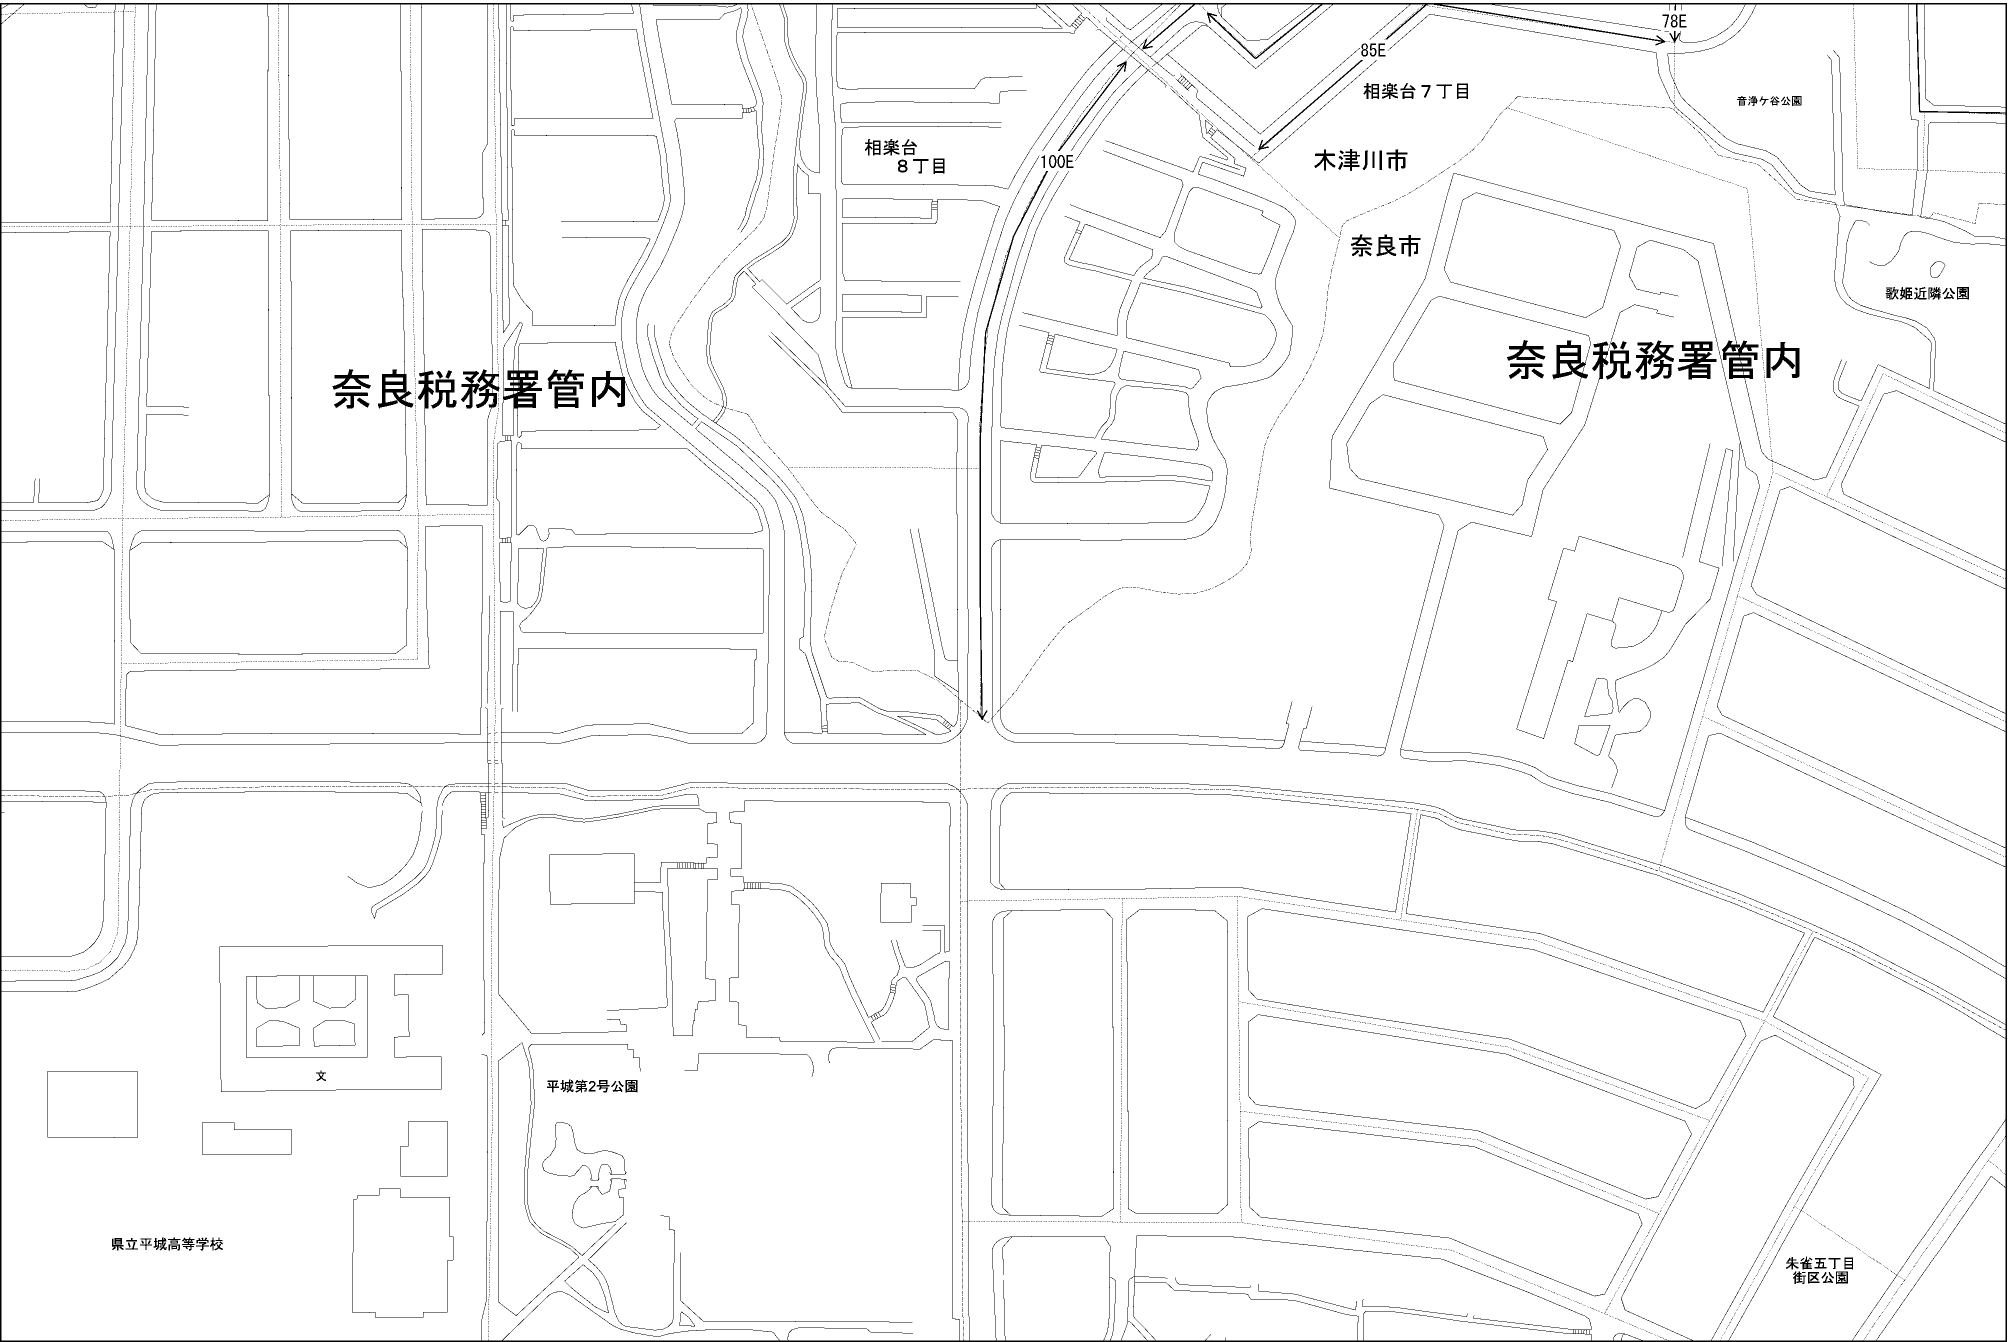 78E
85E
相楽台７丁目
音浄ケ谷公園
相楽台
８丁目
100E
木津川市
奈良市
歌姫近隣公園
奈良税務署管内
奈良税務署管内
文
平城第2号公園
県立平城高等学校
朱雀五丁目
街区公園